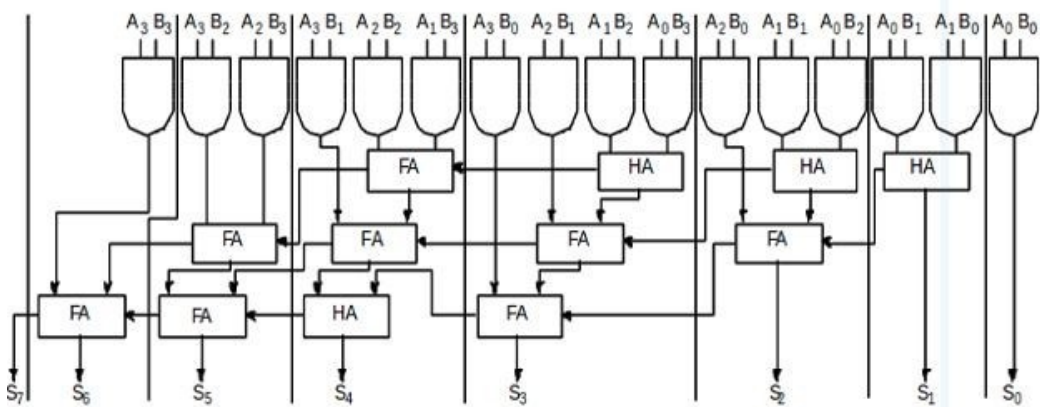 A3 B3 A3 B2 A2 B3 A3 B1 A2 B2 A1 B3 A3 B0 A2 B1 A1 B2 A0 B3 A2 B0 A1 B1 A0 B2 A0 B1 A1 B0 A0 B0
FA HA HA HA
FA FA FA FA
FA FA HA FA
S7 S6 S5 S4 S3 S2 S1 S0